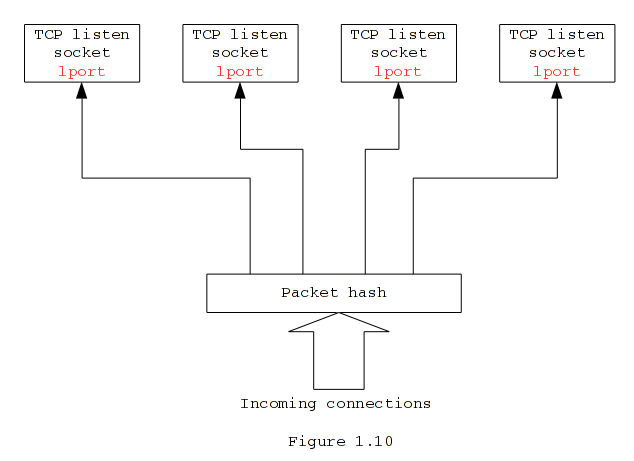 TCP listen
socket
lport
TCP listen
socket
lport
TCP listen
socket
lport
TCP listen
socket
lport
Packet hash
Incoming connections
Figure 1.10